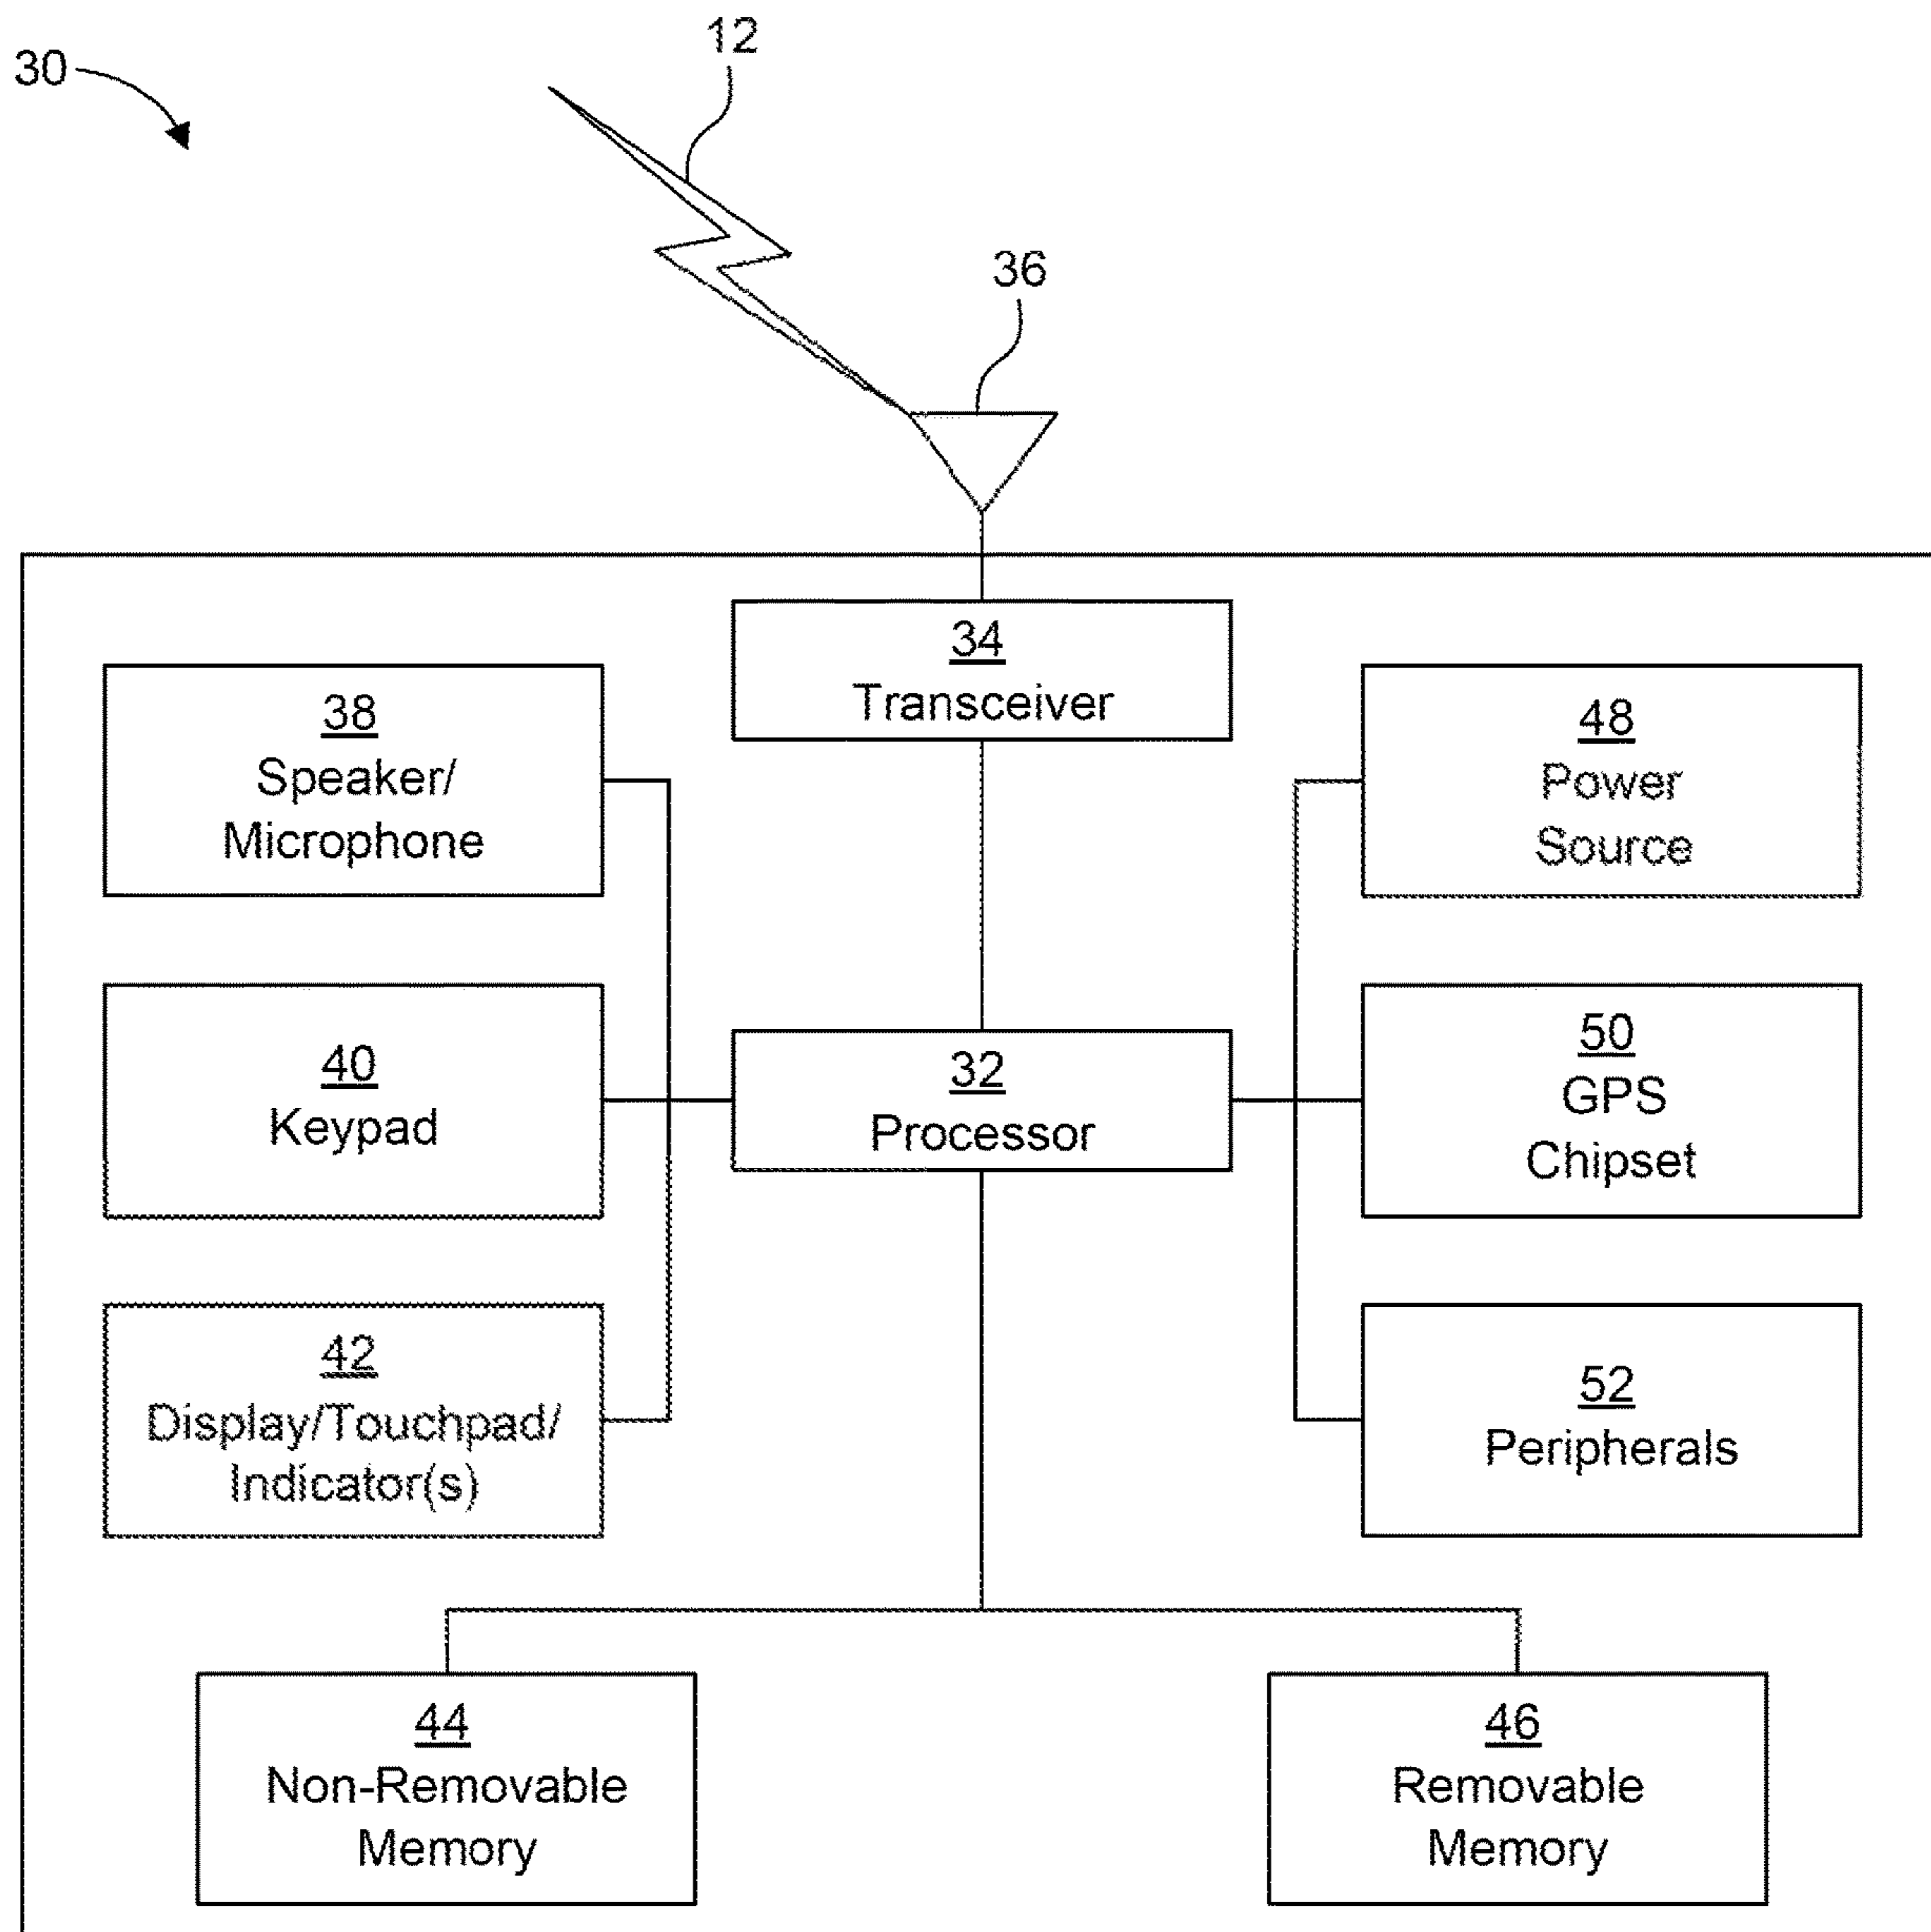 12
30
36
34
Transceiver
38
Speaker/
Microphone
48
Power
Source
40
Keypad
32
Processor
50
GPS
Chipset
42
Display/Touchpad/
Indicator(s)
52
Peripherals
44
Non-Removable
Memory
46
Removable
Memory